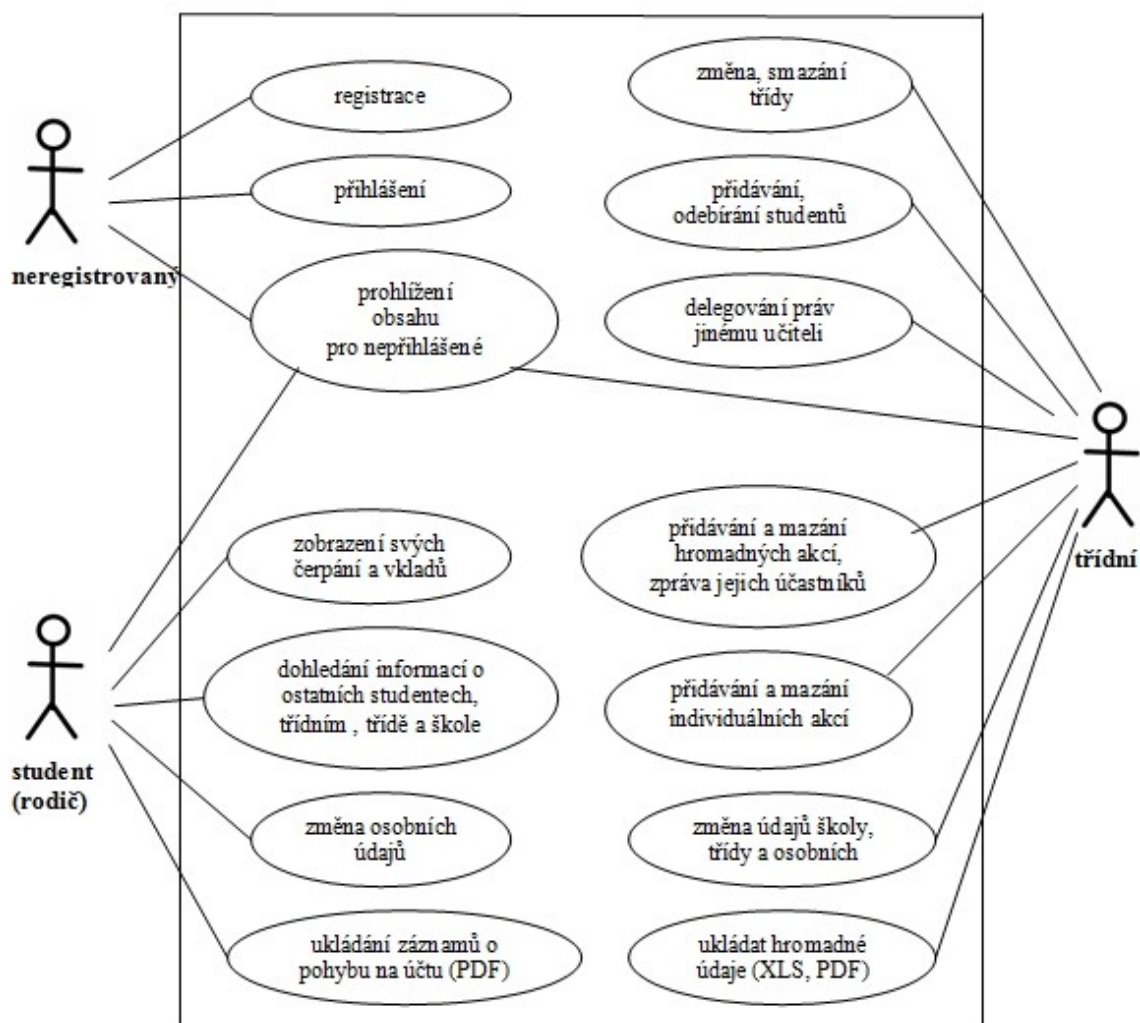 registrace
změna, smazání
třídy
přihlášení
přidávání,
odebírání studentů
neregistrovaný
prohlížení
obsahu
pro nepřihlášené
delegování práv
jinému učiteli
zobrazení svých
čerpání a vkladů
přidávání a mazání
hromadných akcí,
zpráva jejich účastníků
třídní
dohledání informací o
ostatních studentech,
třídním , třídě a škole
přidávání a mazání
individuálních akcí
student
(rodič)
změna osobních
údajů
změna údajů školy,
třídy a osobních
ukládání záznamů o
pohybu na účtu (PDF)
ukládat hromadné
údaje (XLS, PDF)